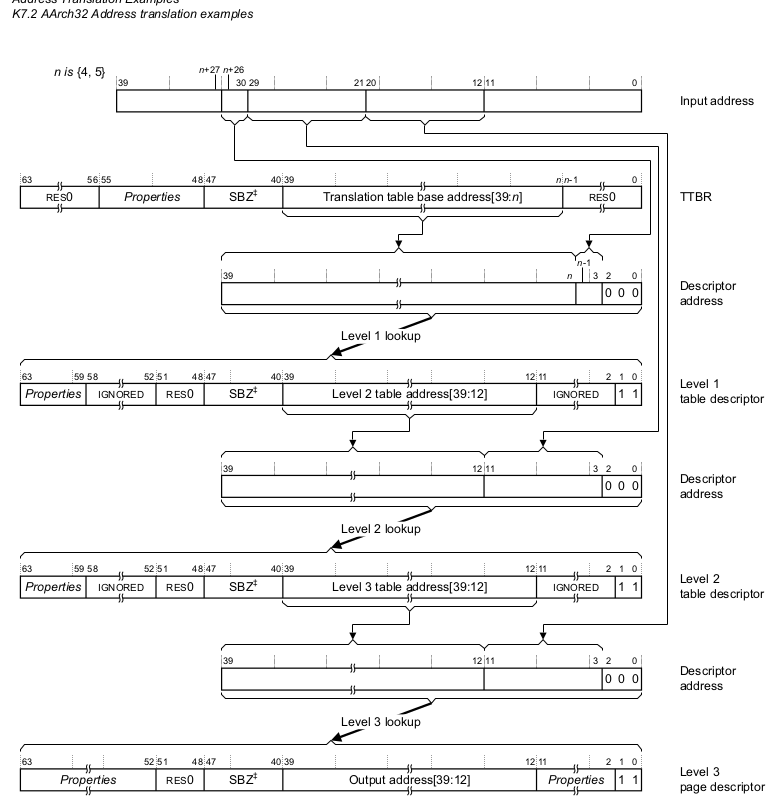 Address Translation Examples
K7.2 AArch32 Address translation examples
n is {4, 5}
n+27 n+26
39 30 29 21 20 12 11 0
Input address
63 56 55 48 47 40 39 n n-1 0
RES0 Properties SBZ‡ Translation table base address[39:n] RES0
TTBR
n-1
39 n 3 2 0
0 0 0
Descriptor
address
Level 1 lookup
63 59 58 52 51 48 47 40 39 12 11 2 1 0
Properties IGNORED RES0 SBZ‡ Level 2 table address[39:12] IGNORED 1 1
Level 1
table descriptor
39 12 11 3 2 0
0 0 0
Descriptor
address
Level 2 lookup
63 59 58 52 51 48 47 40 39 12 11 2 1 0
Properties IGNORED RES0 SBZ‡ Level 3 table address[39:12] IGNORED 1 1
Level 2
table descriptor
39 12 11 3 2 0
0 0 0
Descriptor
address
Level 3 lookup
63 52 51 48 47 40 39 12 11 2 1 0
Properties RES0 SBZ‡ Output address[39:12] Properties 1 1
Level 3
page descriptor